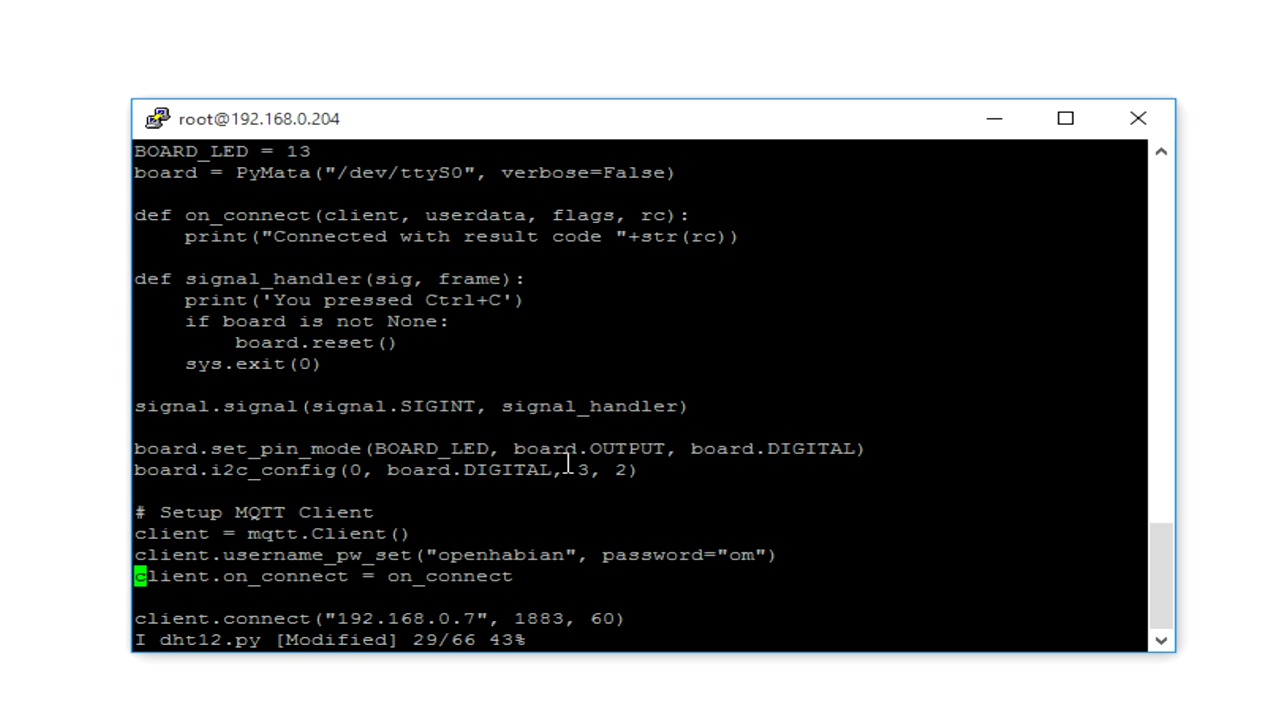 root@192.168.0.204
BOARD_LED = 13
board = PyMata("/dev/ttyS0", verbose=False)
def on_connect(client, userdata, flags, rc):
print("Connected with result code "+str(rc))
def signal_handler(sig, frame):
print('You pressed Ctrl+C')
if board is not None:
board.reset()
sys.exit(0)
signal.signal(signal.SIGINT, signal_handler)
board.set_pin_mode(BOARD_LED, board.OUTPUT, board.DIGITAL)
board.i2c_config(0, board.DIGITAL, 3, 2)
# Setup MQTT Client
client = mqtt.Client()
client.username_pw_set("openhabian", password="om")
client.on_connect = on_connect
client.connect("192.168.0.7", 1883, 60)
I dht12.py [Modified] 29/66 43%